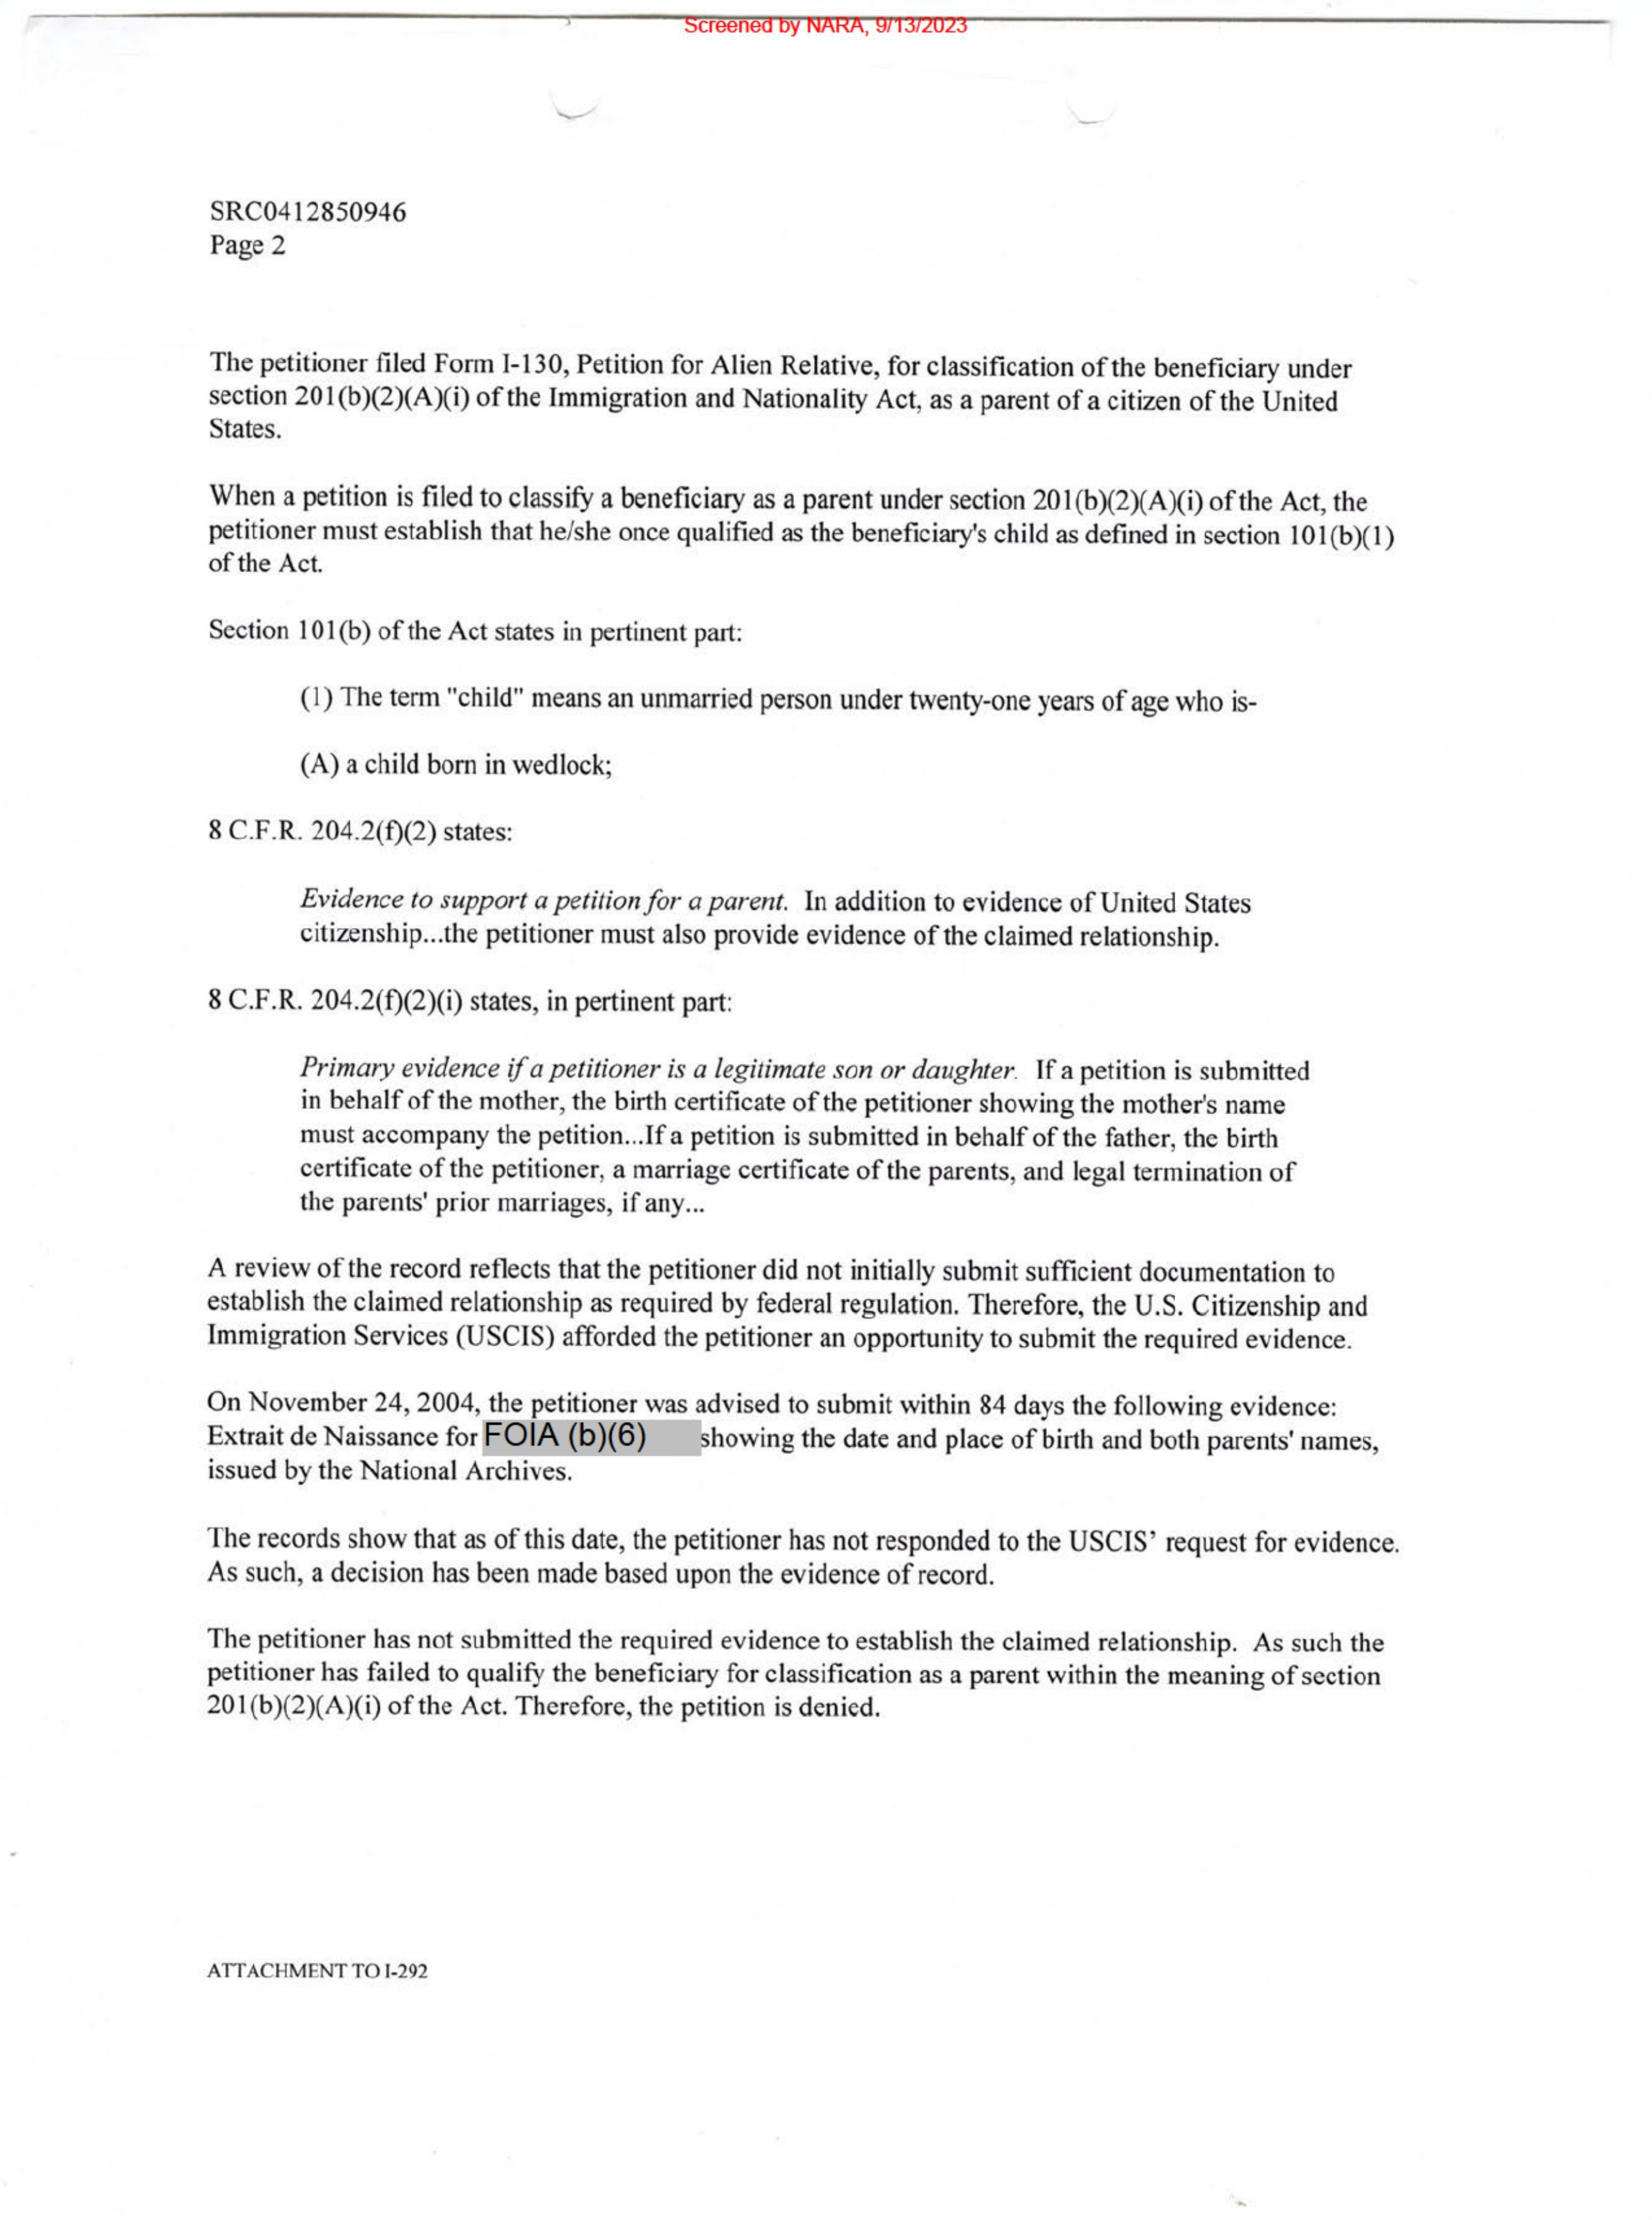 Screened by NARA, 9/13/2023
SRC0412850946
Page 2
The petitioner filed Form I-130, Petition for Alien Relative, for classification of the beneficiary under
section 201(b)(2)(A)(i) of the Immigration and Nationality Act, as a parent of a citizen of the United
States.
When a petition is filed to classify a beneficiary as a parent under section 201(b)(2)(A)(i) of the Act, the
petitioner must establish that he/she once qualified as the beneficiary's child as defined in section 101(b)(1)
of the Act.
Section 101(b) of the Act states in pertinent part:
(1) The term "child" means an unmarried person under twenty-one years of age who is-
(A) a child born in wedlock;
8 C.F.R. 204.2(f)(2) states:
Evidence to support a petition for a parent. In addition to evidence of United States
citizenship...the petitioner must also provide evidence of the claimed relationship.
8 C.F.R. 204.2(f)(2)(i) states, in pertinent part:
Primary evidence if a petitioner is a legitimate son or daughter. If a petition is submitted
in behalf of the mother, the birth certificate of the petitioner showing the mother's name
must accompany the petition...If a petition is submitted in behalf of the father, the birth
certificate of the petitioner, a marriage certificate of the parents, and legal termination of
the parents' prior marriages, if any...
A review of the record reflects that the petitioner did not initially submit sufficient documentation to
establish the claimed relationship as required by federal regulation. Therefore, the U.S. Citizenship and
Immigration Services (USCIS) afforded the petitioner an opportunity to submit the required evidence.
On November 24, 2004, the petitioner was advised to submit within 84 days the following evidence:
Extrait de Naissance for FOIA (b)(6) showing the date and place of birth and both parents' names,
issued by the National Archives.
The records show that as of this date, the petitioner has not responded to the USCIS' request for evidence.
As such, a decision has been made based upon the evidence of record.
The petitioner has not submitted the required evidence to establish the claimed relationship. As such the
petitioner has failed to qualify the beneficiary for classification as a parent within the meaning of section
201(b)(2)(A)(i) of the Act. Therefore, the petition is denied.
ATTACHMENT TO I-292